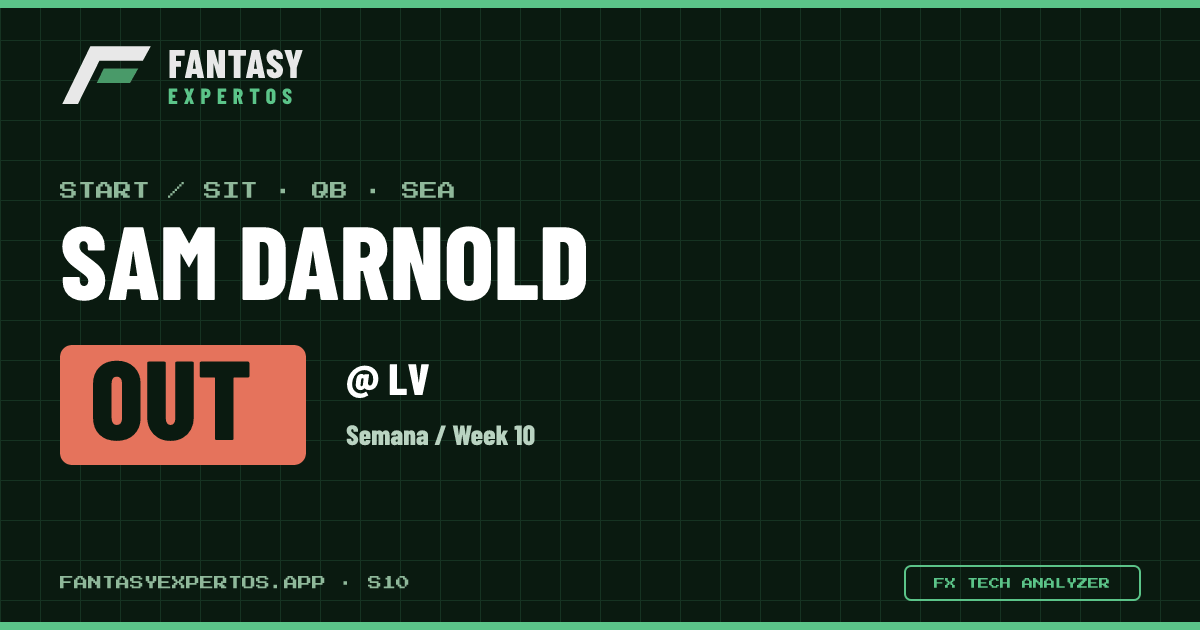 FANTASY
EXPERTOS
START / SIT · QB · SEA
SAM DARNOLD
OUT
@ LV
Semana / Week 10
FANTASYEXPERTOS.APP · S10
FX TECH ANALYZER